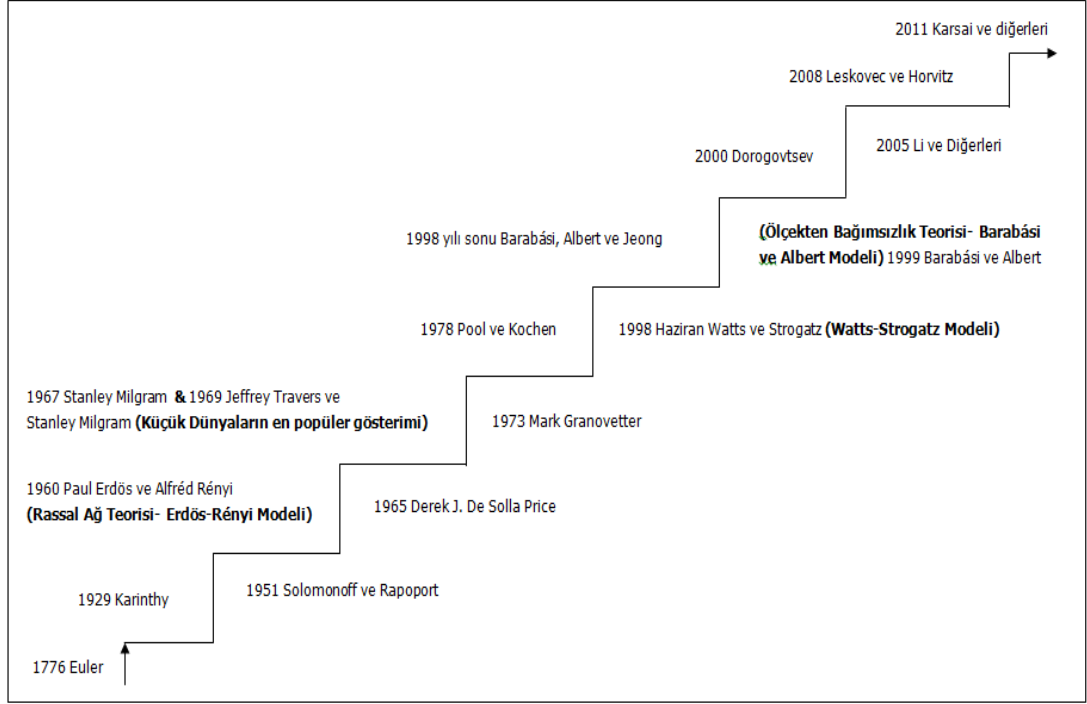 2011 Karsai ve diğerleri
2008 Leskovec ve Horvitz
2000 Dorogovtsev
2005 Li ve Diğerleri
1998 yılı sonu Barabási, Albert ve Jeong
(Ölçekten Bağımsızlık Teorisi- Barabási
ve Albert Modeli) 1999 Barabási ve Albert
1978 Pool ve Kochen
1998 Haziran Watts ve Strogatz (Watts-Strogatz Modeli)
1967 Stanley Milgram & 1969 Jeffrey Travers ve
Stanley Milgram (Küçük Dünyaların en popüler gösterimi)
1973 Mark Granovetter
1960 Paul Erdös ve Alfréd Rényi
(Rassal Ağ Teorisi- Erdös-Rényi Modeli)
1965 Derek J. De Solla Price
1929 Karinthy
1951 Solomonoff ve Rapoport
1776 Euler